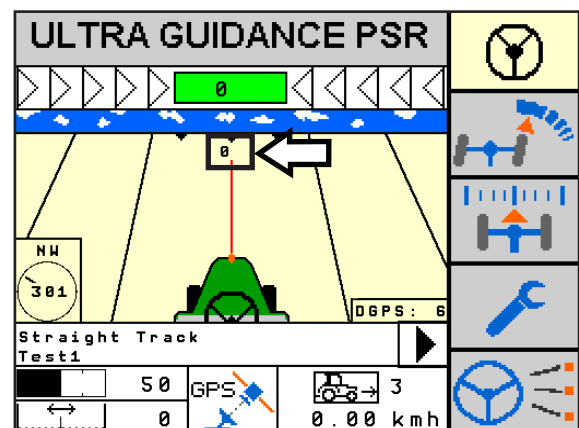 ULTRA GUIDANCE PSR
0
0
NW
301
DGPS: 6
Straight Track
Test1
50
GPS
3
0
0.00 kmh